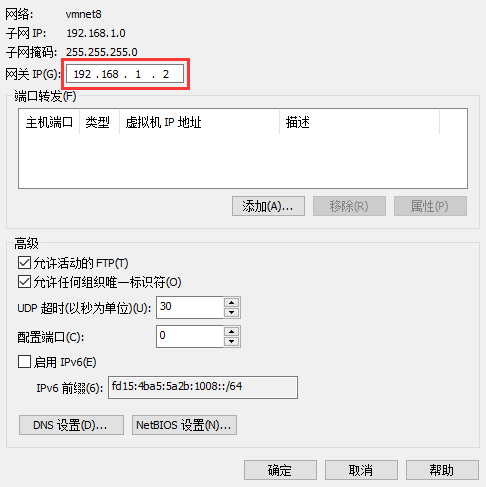 网络: vmnet8
子网 IP: 192.168.1.0
子网掩码: 255.255.255.0
网关 IP(G): 192 . 168 . 1 . 2
端口转发(F)
主机端口 类型 虚拟机 IP 地址 描述
添加(A)... 移除(R) 属性(P)
高级
允许活动的 FTP(T)
允许任何组织唯一标识符(O)
UDP 超时(以秒为单位)(U): 30
配置端口(C): 0
启用 IPv6(E)
IPv6 前缀(6): fd15:4ba5:5a2b:1008::/64
DNS 设置(D)... NetBIOS 设置(N)...
确定 取消 帮助